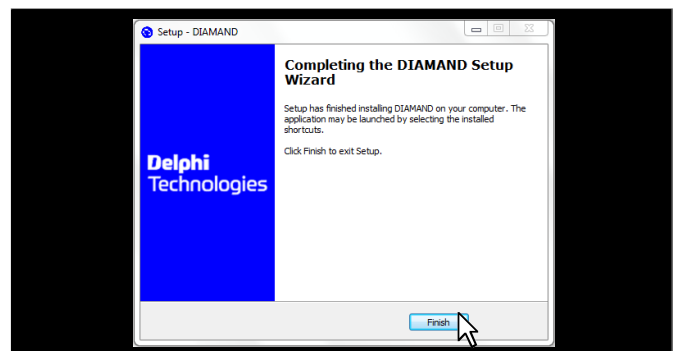 Setup - DIAMAND
Completing the DIAMAND Setup
Wizard
Setup has finished installing DIAMAND on your computer. The
application may be launched by selecting the installed
shortcuts.
Click Finish to exit Setup.
Delphi
Technologies
Finish